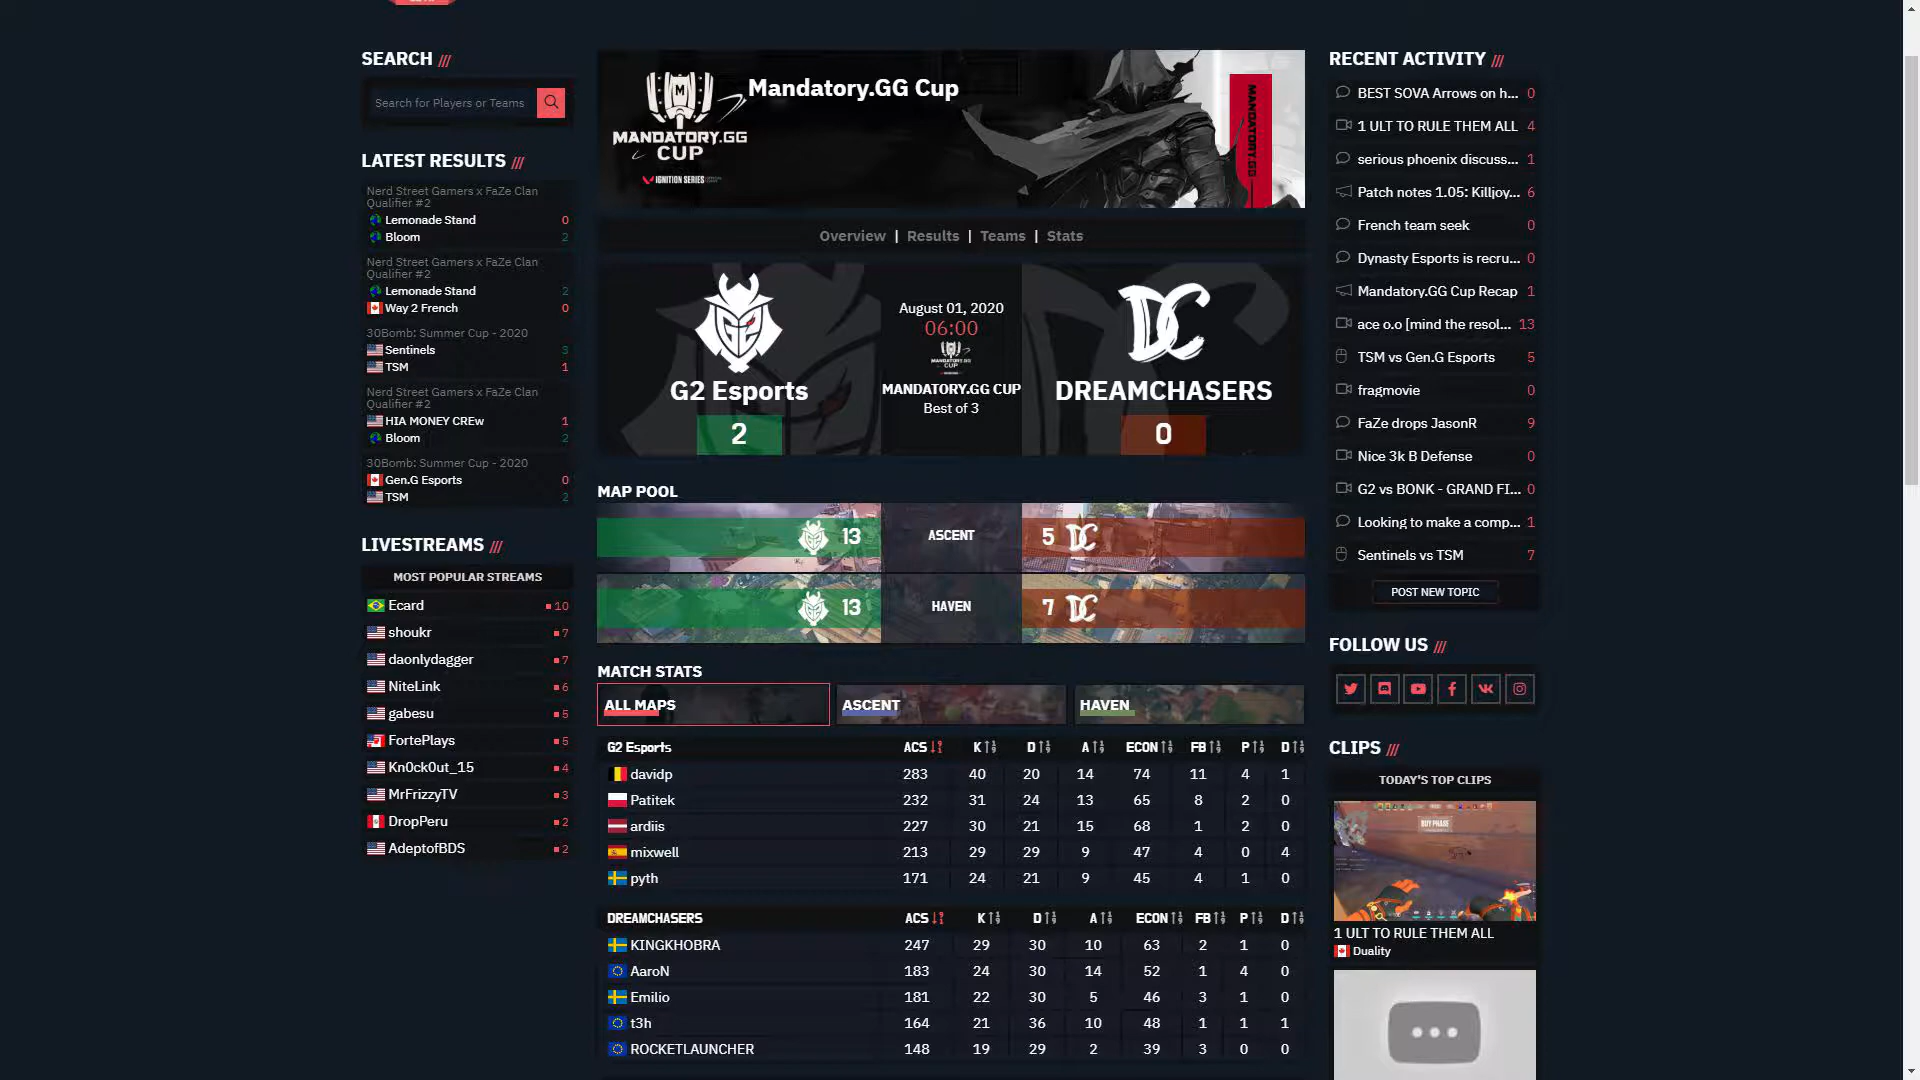 SEARCH ///
Search for Players or Teams
LATEST RESULTS ///
Nerd Street Gamers x FaZe Clan
Qualifier #2
Lemonade Stand 0
Bloom 2
Nerd Street Gamers x FaZe Clan
Qualifier #2
Lemonade Stand 2
Way 2 French 0
30Bomb: Summer Cup - 2020
Sentinels 3
TSM 1
Nerd Street Gamers x FaZe Clan
Qualifier #2
HIA MONEY CREw 1
Bloom 2
30Bomb: Summer Cup - 2020
Gen.G Esports 0
TSM 2
LIVESTREAMS ///
MOST POPULAR STREAMS
Ecard 10
shoukr 7
daonlydagger 7
NiteLink 6
gabesu 5
FortePlays 5
Kn0ck0ut_15 4
MrFrizzyTV 3
DropPeru 2
AdeptofBDS 2
M
MANDATORY.GG
CUP
IGNITION SERIES
Mandatory.GG Cup
MANDATORY.GG
Overview | Results | Teams | Stats
G2 Esports
2
August 01, 2020
06:00
MANDATORY.GG
CUP
MANDATORY.GG CUP
Best of 3
DC
DREAMCHASERS
0
MAP POOL
13 ASCENT 5 DC
13 HAVEN 7 DC
MATCH STATS
ALL MAPS ASCENT HAVEN
G2 Esports ACS K D A ECON FB P D
davidp 283 40 20 14 74 11 4 1
Patitek 232 31 24 13 65 8 2 0
ardiis 227 30 21 15 68 1 2 0
mixwell 213 29 29 9 47 4 0 4
pyth 171 24 21 9 45 4 1 0
DREAMCHASERS ACS K D A ECON FB P D
KINGKHOBRA 247 29 30 10 63 2 1 0
AaroN 183 24 30 14 52 1 4 0
Emilio 181 22 30 5 46 3 1 0
t3h 164 21 36 10 48 1 1 1
ROCKETLAUNCHER 148 19 29 2 39 3 0 0
RECENT ACTIVITY ///
BEST SOVA Arrows on h... 0
1 ULT TO RULE THEM ALL 4
serious phoenix discuss... 1
Patch notes 1.05: Killjoy... 6
French team seek 0
Dynasty Esports is recru... 0
Mandatory.GG Cup Recap 1
ace o.o [mind the resol... 13
TSM vs Gen.G Esports 5
fragmovie 0
FaZe drops JasonR 9
Nice 3k B Defense 0
G2 vs BONK - GRAND FI... 0
Looking to make a comp... 1
Sentinels vs TSM 7
POST NEW TOPIC
FOLLOW US ///
CLIPS ///
TODAY'S TOP CLIPS
BUY PHASE
1 ULT TO RULE THEM ALL
Duality